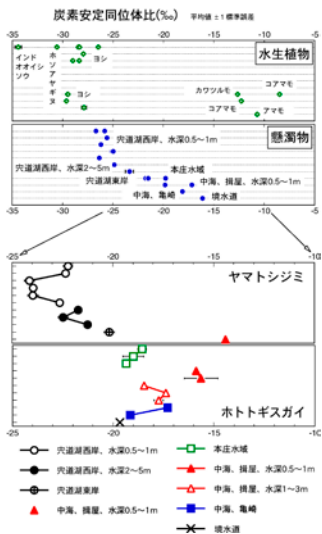 炭素安定同位体比(‰) 平均値 ±1標準誤差
-35 -30 -25 -20 -15 -10 -5
水生植物
インド
オオイシ
ソウ
ホソアヤギヌ
ヨシ
ヨシ
カワツルモ
コアマモ
コアマモ
アマモ
懸濁物
宍道湖西岸、水深0.5〜1m
宍道湖西岸、水深2〜5m
宍道湖東岸
本庄水域
中海、揖屋、水深0.5〜1m
中海、亀崎
境水道
-35 -30 -25 -20 -15 -10 -5
-25 -20 -15 -10
ヤマトシジミ
ホトトギスガイ
-25 -20 -15 -10
宍道湖西岸、水深0.5〜1m
宍道湖西岸、水深2〜5m
宍道湖東岸
中海、揖屋、水深0.5〜1m
本庄水域
中海、揖屋、水深0.5〜1m
中海、揖屋、水深1〜3m
中海、亀崎
境水道